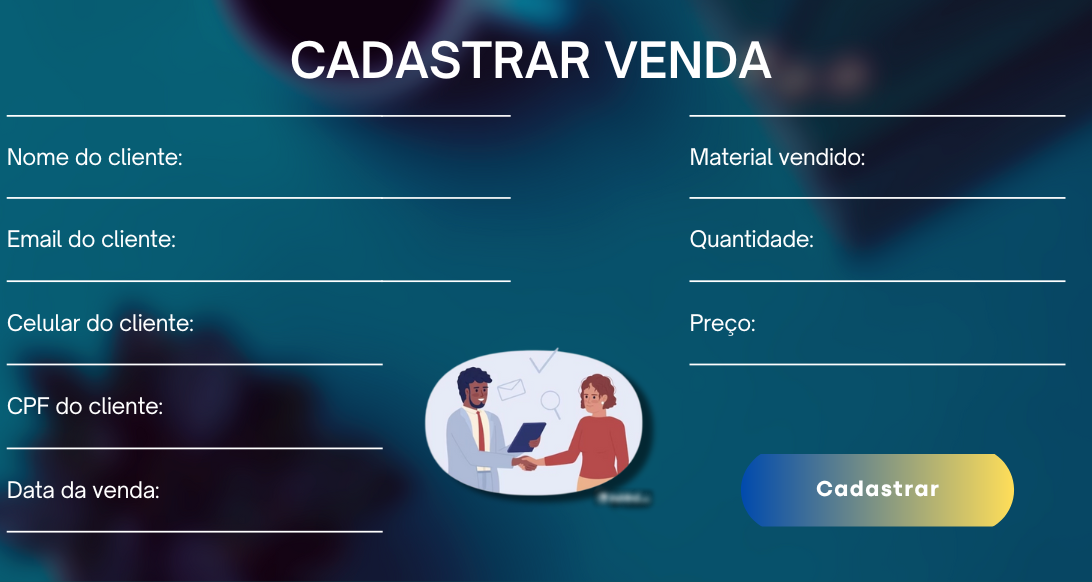 CADASTRAR VENDA
Nome do cliente:
Email do cliente:
Celular do cliente:
CPF do cliente:
Data da venda:
Material vendido:
Quantidade:
Preço:
Cadastrar